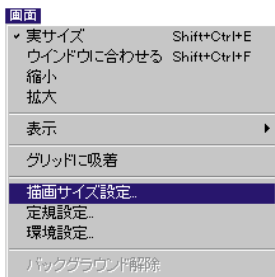 画面
✓ 実サイズ Shift+Ctrl+E
ウインドウに合わせる Shift+Ctrl+F
縮小
拡大
表示
グリッドに吸着
描画サイズ設定...
定規設定...
環境設定...
バックグラウンド解除